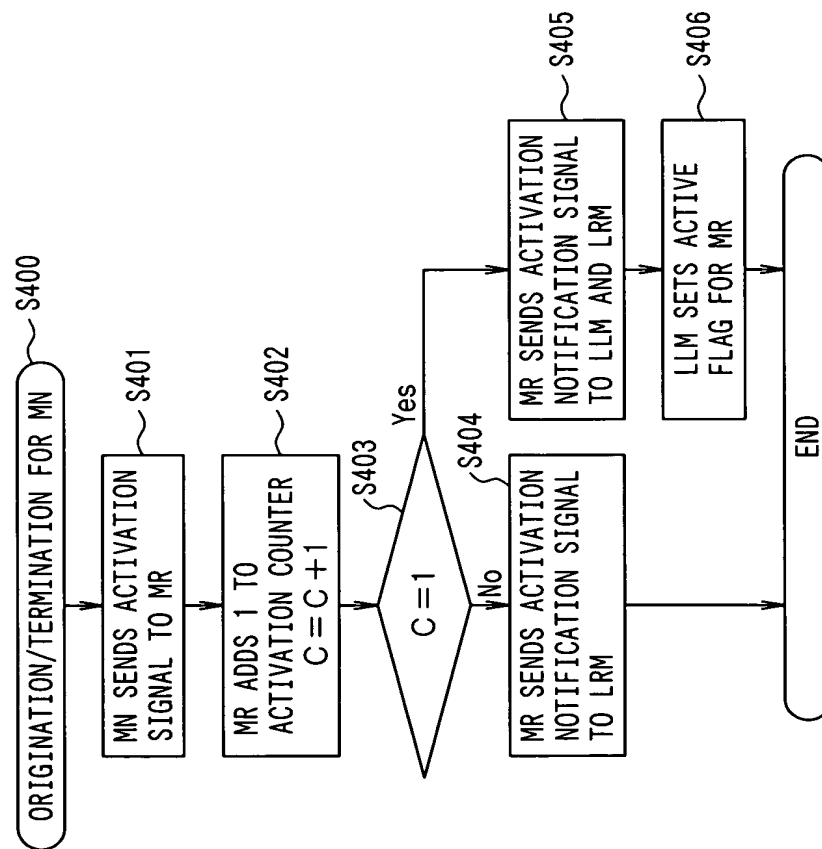 ORIGINATION/TERMINATION FOR MN
S400
MN SENDS ACTIVATION
SIGNAL TO MR
S401
MR ADDS 1 TO
ACTIVATION COUNTER
C=C+1
S402
C=1
S403
Yes
No
MR SENDS ACTIVATION
NOTIFICATION SIGNAL
TO LRM
S404
MR SENDS ACTIVATION
NOTIFICATION SIGNAL
TO LLM AND LRM
S405
LLM SETS ACTIVE
FLAG FOR MR
S406
END